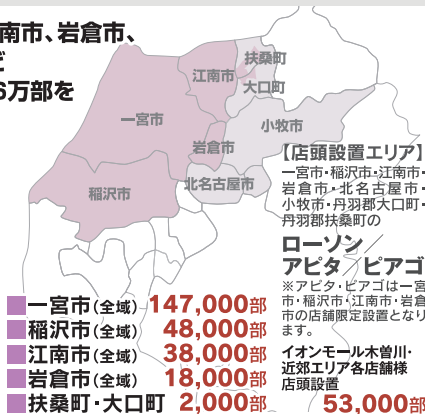 南市、岩倉市、
ど
6万部を
扶桑町
江南市
大口町
一宮市
小牧市
岩倉市
北名古屋市
稲沢市
【店頭設置エリア】
一宮市・稲沢市・江南市・
岩倉市・北名古屋市・
小牧市・丹羽郡大口町・
丹羽郡扶桑町の
ローソン／
アピタ／ピアゴ
※アピタ・ピアゴは一宮
市・稲沢市・江南市・岩倉
市の店舗限定設置となり
ます。
イオンモール木曽川・
近郊エリア各店舗様
店頭設置
53,000部
一宮市(全域) 147,000部
稲沢市(全域) 48,000部
江南市(全域) 38,000部
岩倉市(全域) 18,000部
扶桑町・大口町 2,000部